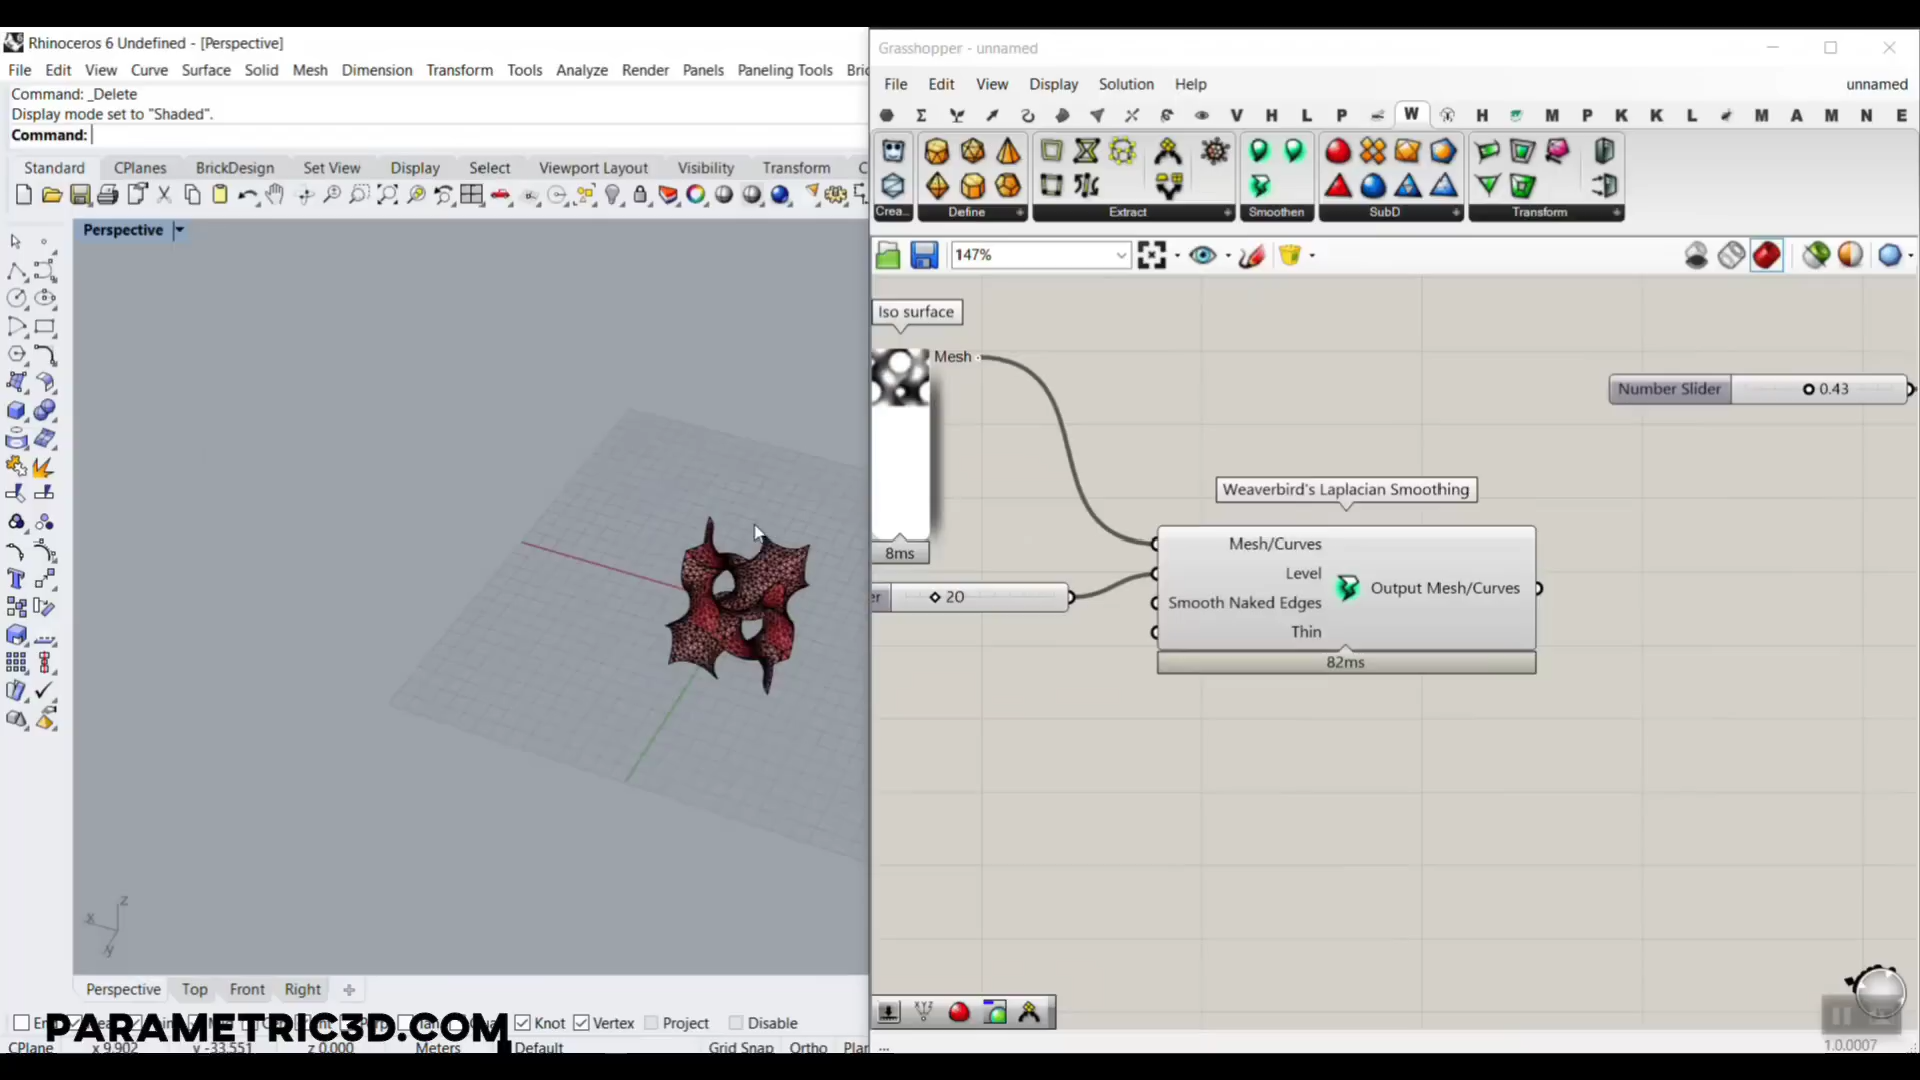 Rhinoceros 6 Undefined - [Perspective]
File Edit View Curve Surface Solid Mesh Dimension Transform Tools Analyze Render Panels Paneling Tools
Command: _Delete
Display mode set to "Shaded".
Command:
Standard CPlanes BrickDesign Set View Display Select Viewport Layout Visibility Transform
Perspective
x
y
z
Perspective Top Front Right
Knot Vertex Project Disable
PARAMETRIC3D.COM
CPlane x 9.902 y -33.551 z 0.000 Meters Default Grid Snap Ortho
Grasshopper - unnamed
File Edit View Display Solution Help unnamed
V H L P W H M P K K L M A M N E
Crea... Define Extract Smoothen SubD Transform
147%
Iso surface
Mesh
8ms
20
Number Slider 0.43
Weaverbird's Laplacian Smoothing
Mesh/Curves
Level
Smooth Naked Edges
Thin
Output Mesh/Curves
82ms
XYZ
...
1.0.0007